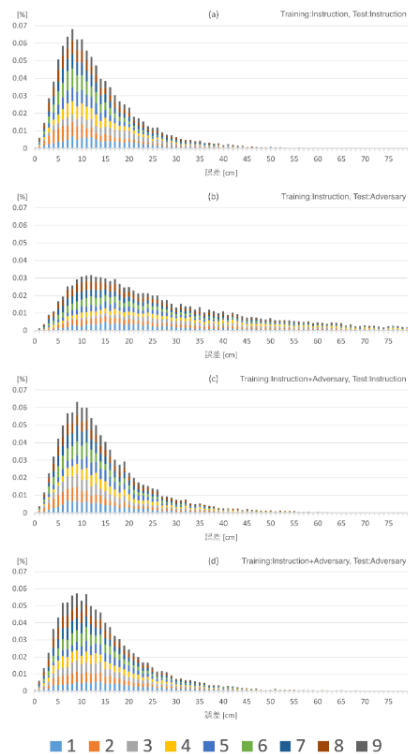 [%] (a) Training:Instruction, Test:Instruction
0.07
0.06
0.05
0.04
0.03
0.02
0.01
0
0 5 10 15 20 25 30 35 40 45 50 55 60 65 70 75
誤差 [cm]
[%] (b) Training:Instruction, Test:Adversary
0.07
0.06
0.05
0.04
0.03
0.02
0.01
0
0 5 10 15 20 25 30 35 40 45 50 55 60 65 70 75
誤差 [cm]
[%] (c) Training:Instruction+Adversary, Test:Instruction
0.07
0.06
0.05
0.04
0.03
0.02
0.01
0
0 5 10 15 20 25 30 35 40 45 50 55 60 65 70 75
誤差 [cm]
[%] (d) Training:Instruction+Adversary, Test:Adversary
0.07
0.06
0.05
0.04
0.03
0.02
0.01
0
0 5 10 15 20 25 30 35 40 45 50 55 60 65 70 75
誤差 [cm]
1 2 3 4 5 6 7 8 9